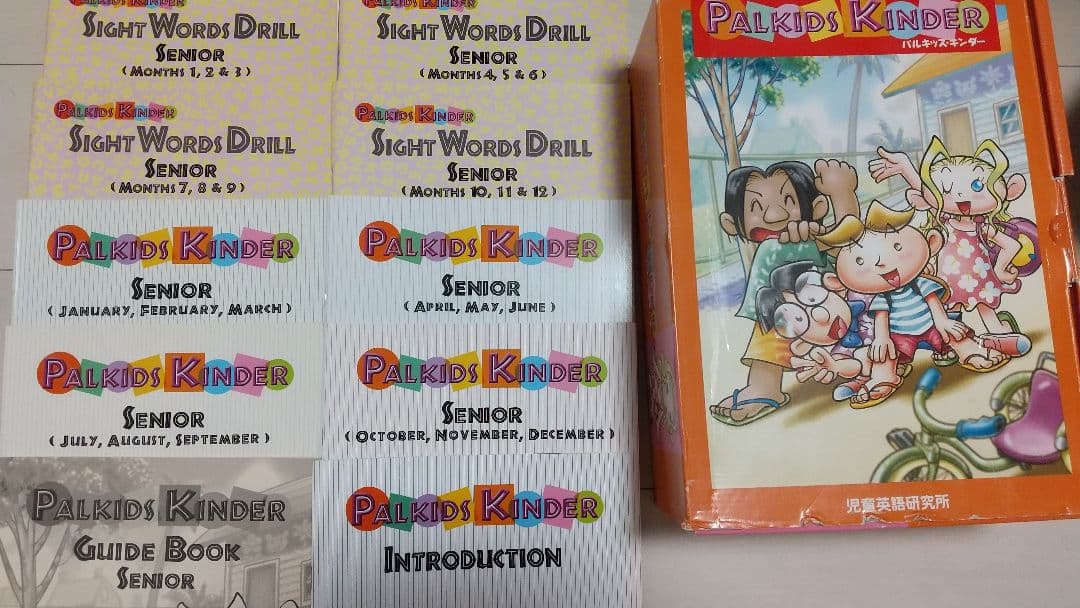 PALKIDS KINDER
SIGHT WORDS DRILL
SENIOR
(MONTHS 1, 2 & 3)
PALKIDS KINDER
SIGHT WORDS DRILL
SENIOR
(MONTHS 4, 5 & 6)
PALKIDS KINDER
SIGHT WORDS DRILL
SENIOR
(MONTHS 7, 8 & 9)
PALKIDS KINDER
SIGHT WORDS DRILL
SENIOR
(MONTHS 10, 11 & 12)
PALKIDS KINDER
SENIOR
(JANUARY, FEBRUARY, MARCH)
PALKIDS KINDER
SENIOR
(APRIL, MAY, JUNE)
PALKIDS KINDER
SENIOR
(JULY, AUGUST, SEPTEMBER)
PALKIDS KINDER
SENIOR
(OCTOBER, NOVEMBER, DECEMBER)
PALKIDS KINDER
GUIDE BOOK
SENIOR
PALKIDS KINDER
INTRODUCTION
PALKIDS KINDER
パルキッズ・キンダー
児童英語研究所